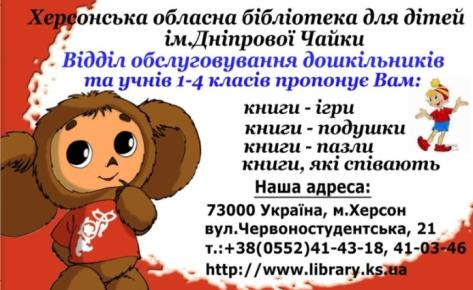 Херсонська обласна бібліотека для дітей
ім.Дніпрової Чайки
Відділ обслуговування дошкільників
та учнів 1-4 класів пропонує Вам:
книги - ігри
книги - подушки
книги - пазли
книги, які співають
Наша адреса:
73000 Україна, м.Херсон
вул.Червоностудентська, 21
т.:+38(0552)41-43-18, 41-03-46
http://www.library.ks.ua